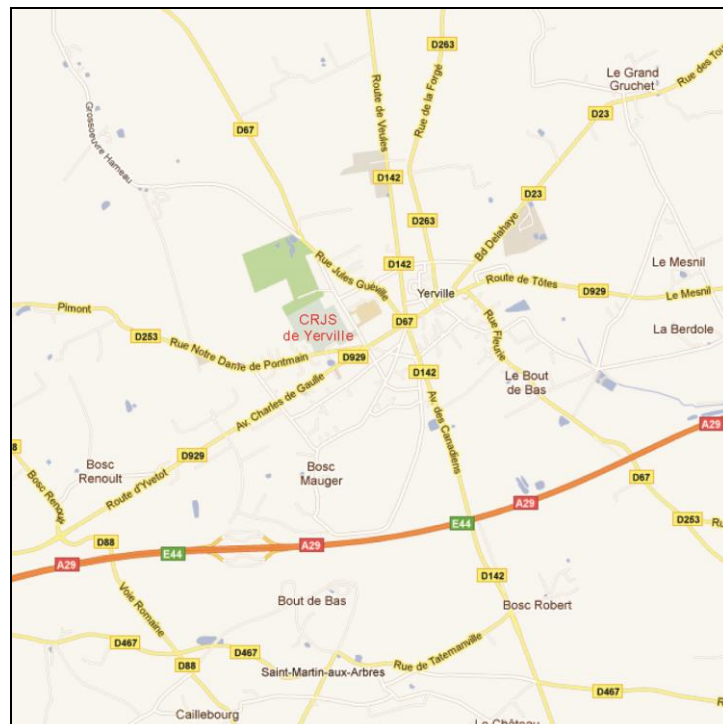 D263
Le Grand
Gruchet
Rue des Tou
Route de Veules
Rue de la Forge
D23
Grossoeuvre Hameau
D67
D142
D23
D263
Bd Delahaye
D142
Le Mesnil
Rue Jules Guéville
Yerville
Route de Tôtes
D929
Le Mesnil
Pimont
CRJS
de Yerville
D67
La Berdole
D253
Rue Notre Dame de Pontmain
D929
Rue Fleurie
D142
Le Bout
de Bas
Av. Charles de Gaulle
Av. des Canadiens
A29
8
D929
Bosc
Renoult
Bosc
Mauger
Bosc Renoult
Route d'Yvetot
D67
A29
D253
Ru
E44
D88
E44
A29
A29
D142
Voie Romaine
Bout de Bas
Bosc Robert
D467
D467
D88
Saint-Martin-aux-Arbres
Rue de Tatemanville
D467
Caillebourg
Le Château